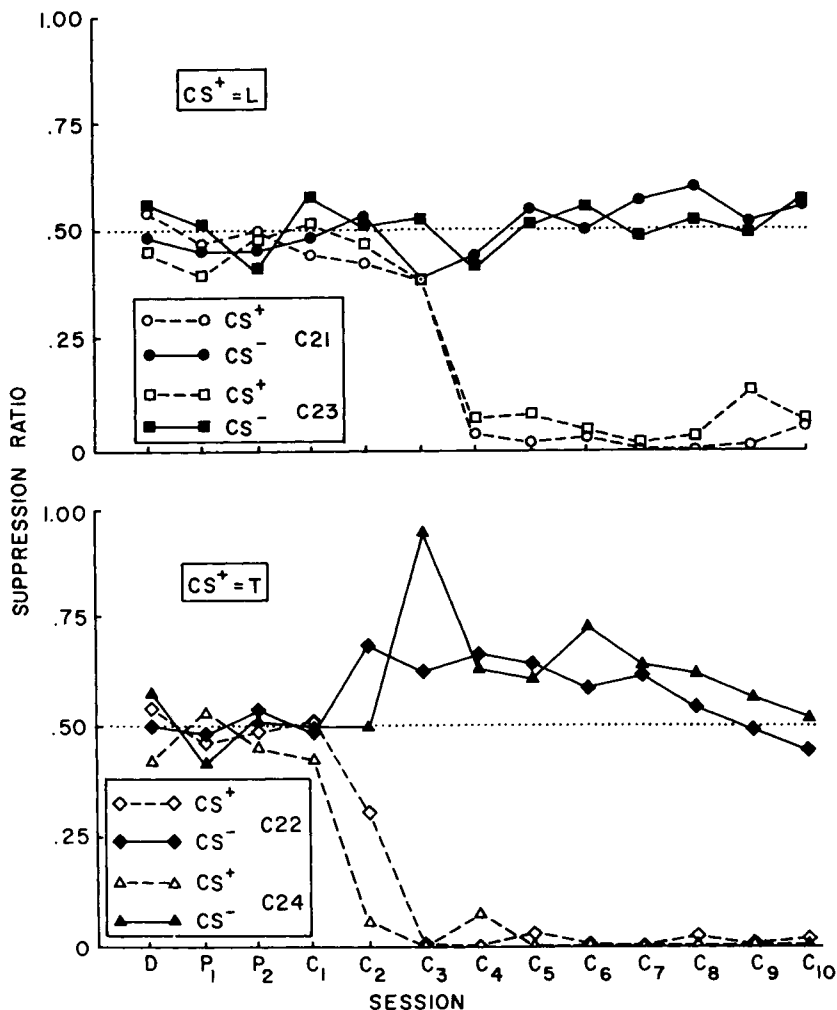 SUPPRESSION RATIO
1.00
CS+ = L
.75
.50
.25
0
CS+
C21
CS-
CS+
C23
CS-
1.00
CS+ = T
.75
.50
.25
0
CS+
C22
CS-
CS+
C24
CS-
D P1 P2 C1 C2 C3 C4 C5 C6 C7 C8 C9 C10
SESSION